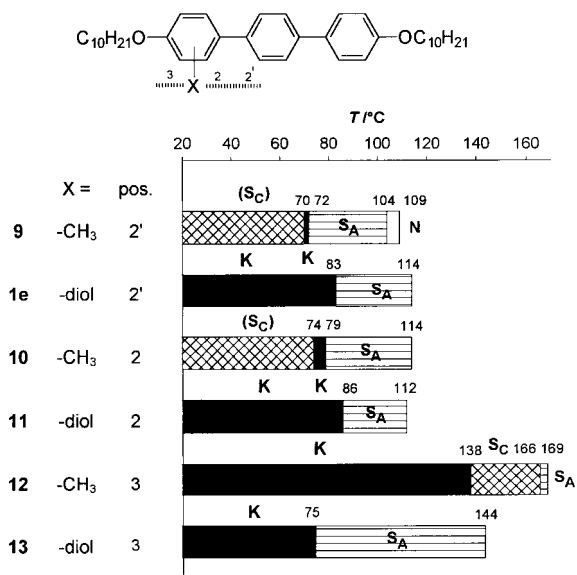 C10H21O OC10H21
3 X 2 2'
T /°C
20 40 60 80 100 120 140 160
X = pos.
(SC) 70 72 104 109
9 -CH3 2' SA N
K K 83 114
1e -diol 2' SA
(SC) 74 79 114
10 -CH3 2 SA
K K 86 112
11 -diol 2 SA
K 138 SC 166 169
12 -CH3 3 SA
K 75 144
13 -diol 3 SA